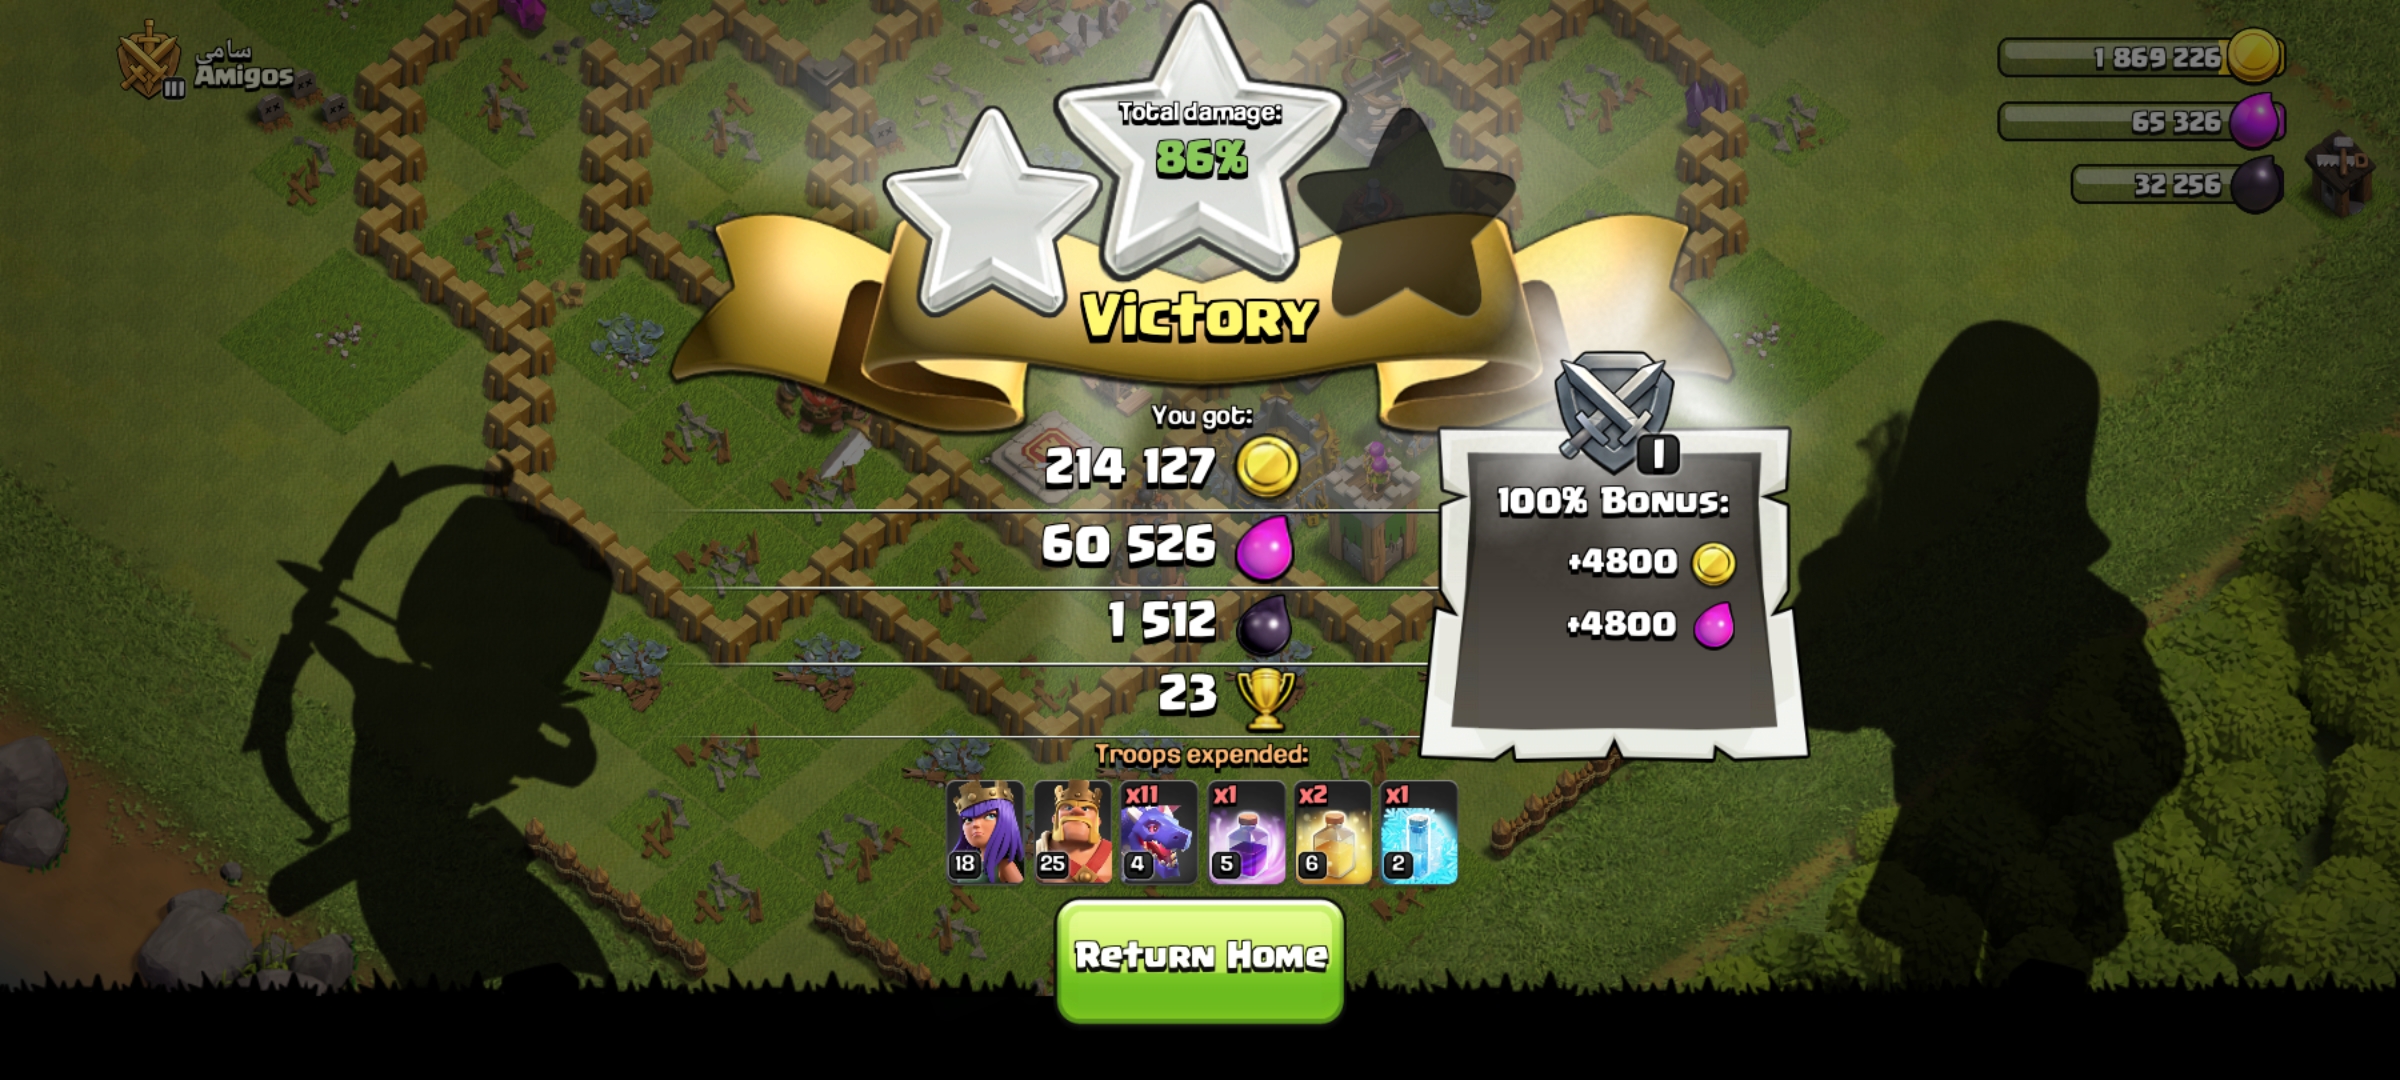 سامی
Amigos
III
1 869 226
65 326
32 256
Total damage:
86%
Victory
You got:
214 127
60 526
1 512
23
I
100% Bonus:
+4800
+4800
Troops expended:
x11 x1 x2 x1
18 25 4 5 6 2
Return Home